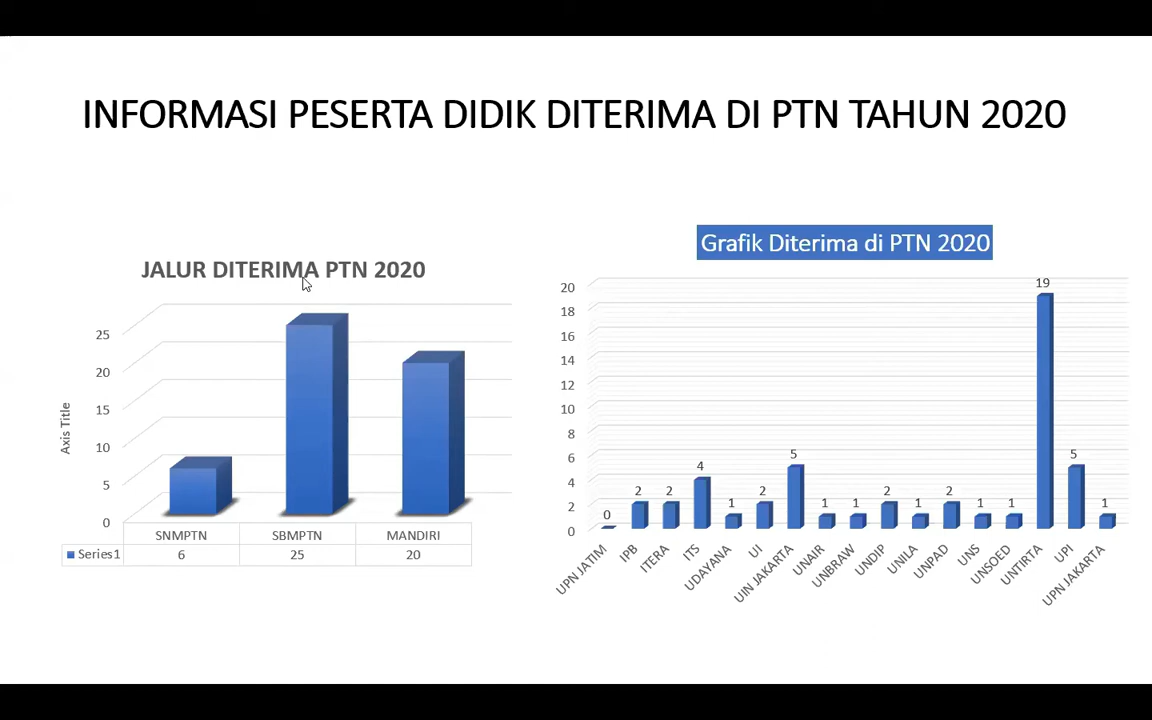 INFORMASI PESERTA DIDIK DITERIMA DI PTN TAHUN 2020
JALUR DITERIMA PTN 2020
25
20
15
10
5
0
Axis Title
SNMPTN SBMPTN MANDIRI
Series1 6 25 20
Grafik Diterima di PTN 2020
20
18
16
14
12
10
8
6
4
2
0
0 2 2 4 1 2 5 1 1 2 1 2 1 1 19 5 1
UPN JATIM IPB ITERA ITS UDAYANA UI UIN JAKARTA UNAIR UNBRAW UNDIP UNILA UNPAD UNS UNSOED UNTIRTA UPI UPN JAKARTA